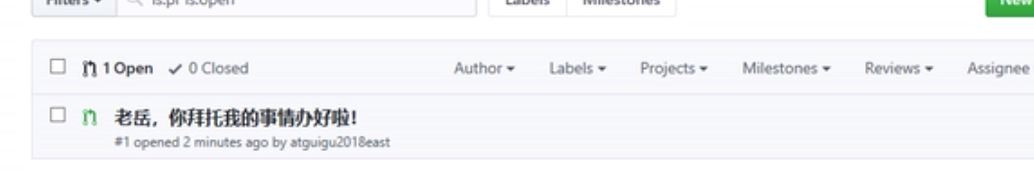 Filters is:pr is:open Labels Milestones New
1 Open 0 Closed Author Labels Projects Milestones Reviews Assignee
老岳，你拜托我的事情办好啦！
#1 opened 2 minutes ago by atguigu2018east